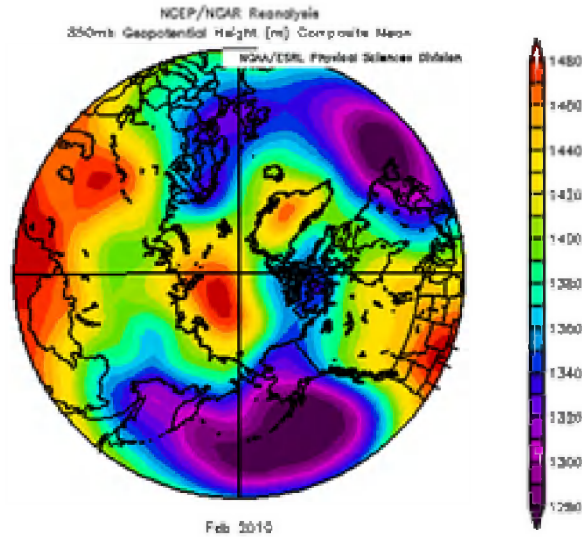 NCEP/NCAR Reanalysis
850mb Geopotential Height (m) Composite Mean
NOAA/ESRL Physical Sciences Division
1480
1460
1440
1420
1400
1380
1360
1340
1320
1300
1280
Feb 2010